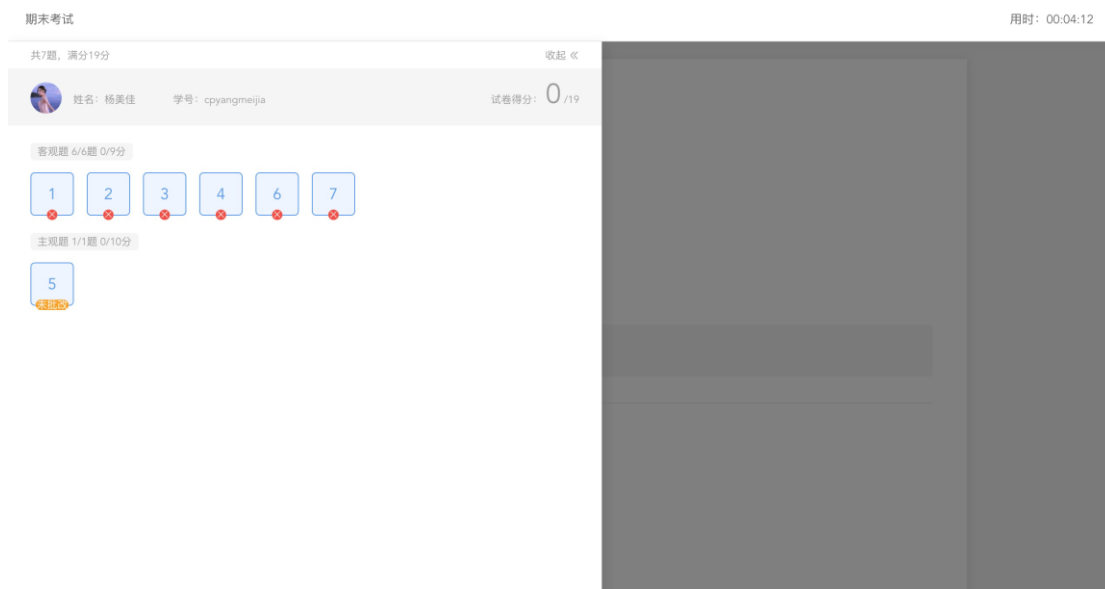 期末考试 用时：00:04:12
共7题，满分19分 收起 «
姓名：杨美佳 学号：cpyangmeijia 试卷得分：0/19
客观题 6/6题 0/9分
1 2 3 4 6 7
主观题 1/1题 0/10分
5
未批改